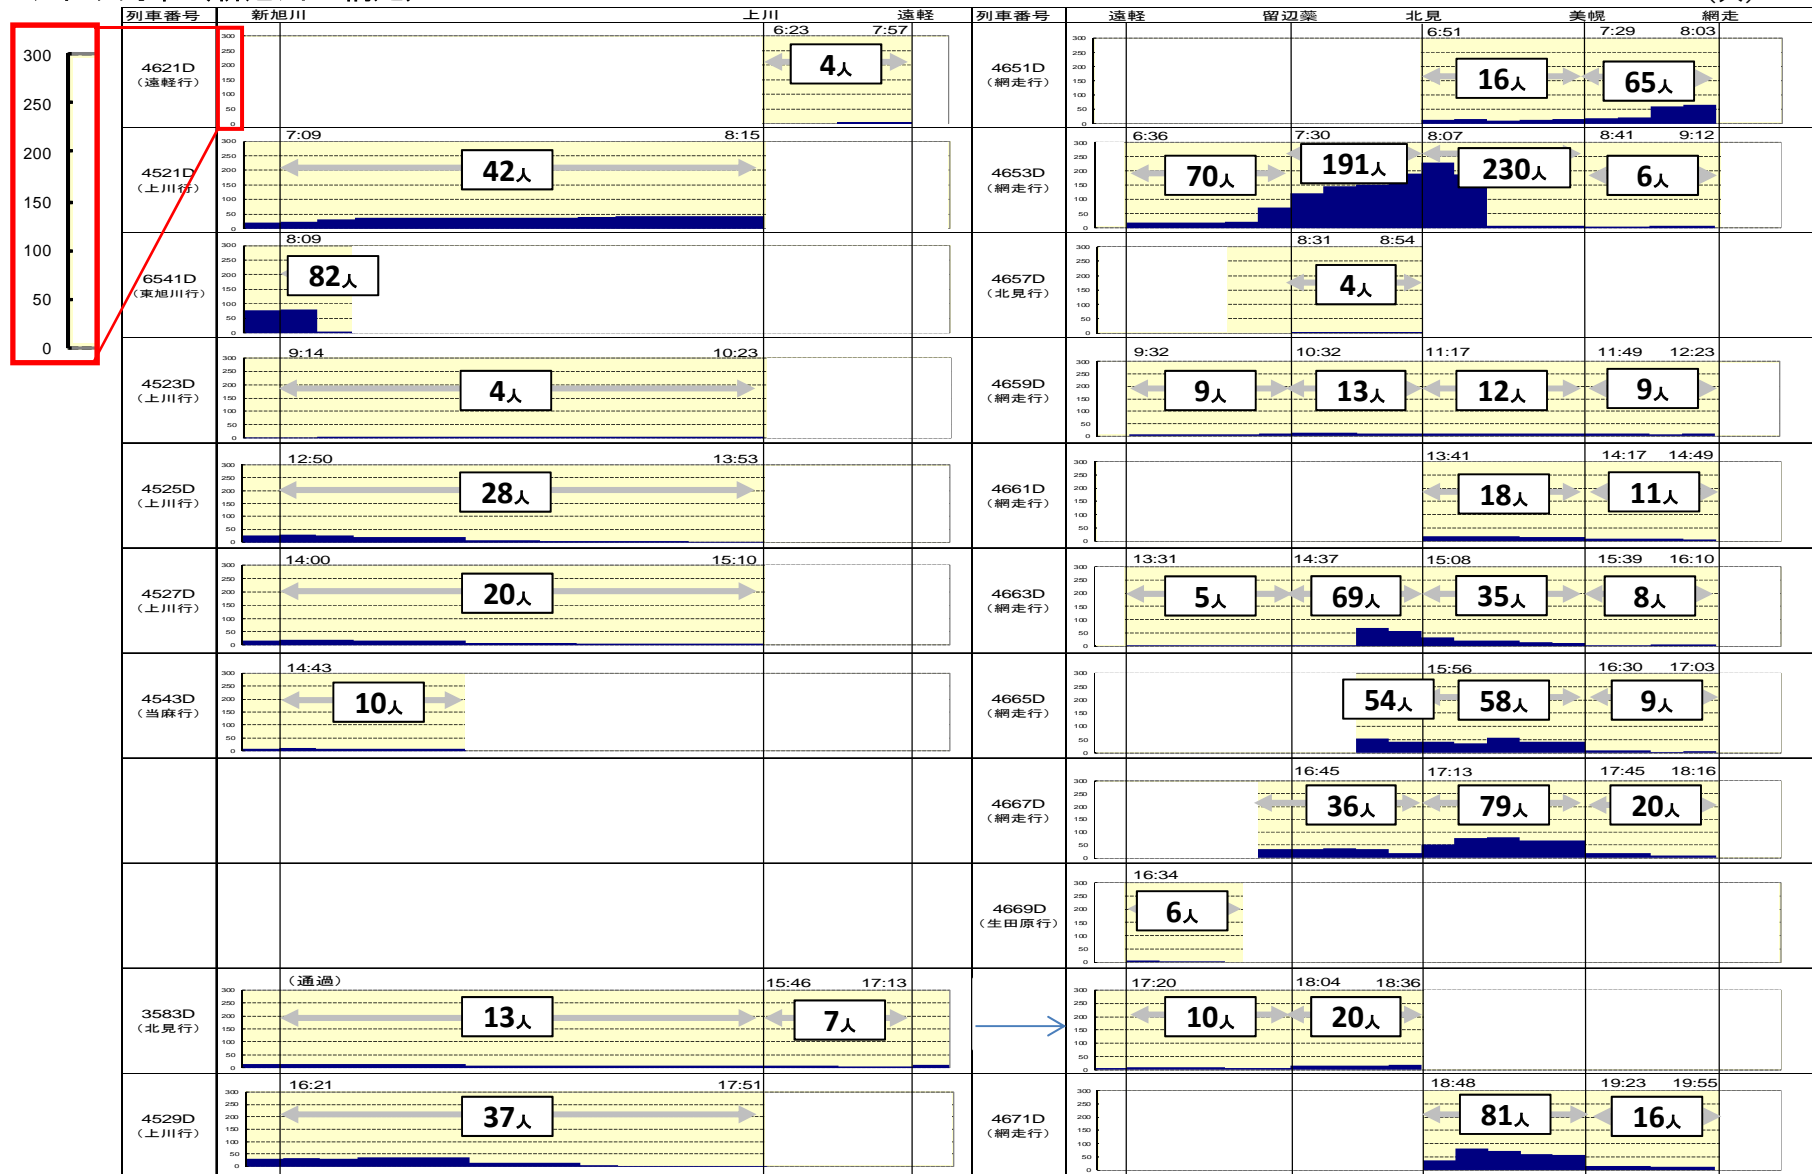 列車番号 新旭川 上川 遠軽 列車番号 遠軽 留辺蘂 北見 美幌 網走
300
250
200
150
100
50
0
4621D
(遠軽行)
6:23 7:57
4人
4651D
(網走行)
6:51 7:29 8:03
16人 65人
4521D
(上川行)
7:09 8:15
42人
4653D
(網走行)
6:36 7:30 8:07 8:41 9:12
70人 191人 230人 6人
6541D
(東旭川行)
8:09
82人
4657D
(北見行)
8:31 8:54
4人
4523D
(上川行)
9:14 10:23
4人
4659D
(網走行)
9:32 10:32 11:17 11:49 12:23
9人 13人 12人 9人
4525D
(上川行)
12:50 13:53
28人
4661D
(網走行)
13:41 14:17 14:49
18人 11人
4527D
(上川行)
14:00 15:10
20人
4663D
(網走行)
13:31 14:37 15:08 15:39 16:10
5人 69人 35人 8人
4543D
(当麻行)
14:43
10人
4665D
(網走行)
15:56 16:30 17:03
54人 58人 9人
4667D
(網走行)
16:45 17:13 17:45 18:16
36人 79人 20人
4669D
(生田原行)
16:34
6人
3583D
(北見行)
(通過) 15:46 17:13
13人 7人
17:20 18:04 18:36
10人 20人
4529D
(上川行)
16:21 17:51
37人
4671D
(網走行)
18:48 19:23 19:55
81人 16人